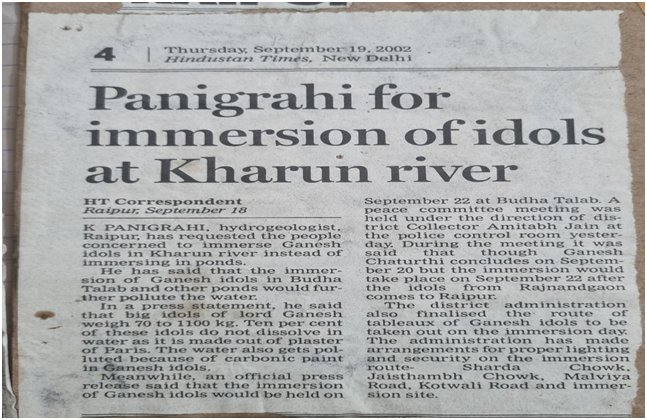 4
Thursday, September 19, 2002
Hindustan Times, New Delhi
Panigrahi for
immersion of idols
at Kharun river
HT Correspondent
Raipur, September 18
K PANIGRAHI, hydrogeologist,
Raipur, has requested the people
concerned to immerse Ganesh
idols in Kharun river instead of
immersing in ponds.
He has said that the immer-
sion of Ganesh idols in Budha
Talab and other ponds would fur-
ther pollute the water.
In a press statement, he said
that big idols of lord Ganesh
weigh 70 to 1100 kg. Ten per cent
of these idols do not dissolve in
water as it is made out of plaster
of Paris. The water also gets pol-
luted because of carbonic paint
in Ganesh idols.
Meanwhile, an official press
release said that the immersion
of Ganesh idols would be held on
September 22 at Budha Talab. A
peace committee meeting was
held under the direction of dis-
trict Collector Amitabh Jain at
the police control room yester-
day. During the meeting it was
said that though Ganesh
Chaturthi concludes on Septem-
ber 20 but the immersion would
take place on September 22 after
the idols from Rajnandgaon
comes to Raipur.
The district administration
also finalised the route of
tableaux of Ganesh idols to be
taken out on the immersion day.
The administration has made
arrangements for proper lighting
and security on the immersion
route- Sharda Chowk,
Jaisthambh Chowk, Malviya
Road, Kotwali Road and immer-
sion site.